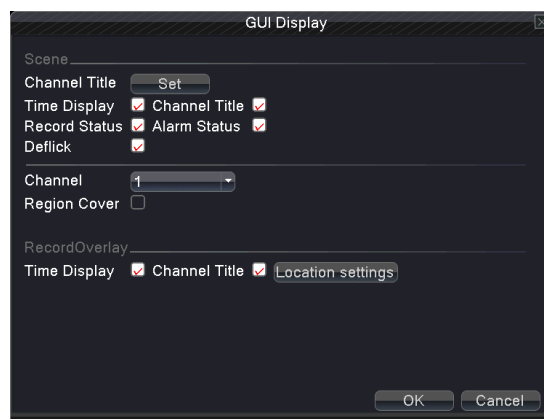 GUI Display
Scene
Channel Title Set
Time Display Channel Title
Record Status Alarm Status
Deflick
Channel 1
Region Cover
RecordOverlay
Time Display Channel Title Location settings
OK Cancel